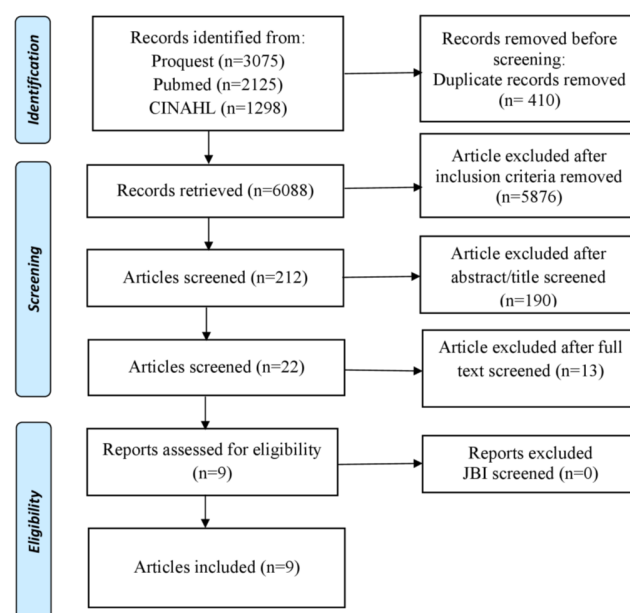 Identification
Records identified from:
Proquest (n=3075)
Pubmed (n=2125)
CINAHL (n=1298)
Records removed before
screening:
Duplicate records removed
(n= 410)
Screening
Records retrieved (n=6088)
Article excluded after
inclusion criteria removed
(n=5876)
Articles screened (n=212)
Article excluded after
abstract/title screened
(n=190)
Articles screened (n=22)
Article excluded after full
text screened (n=13)
Eligibility
Reports assessed for eligibility
(n=9)
Reports excluded
JBI screened (n=0)
Articles included (n=9)